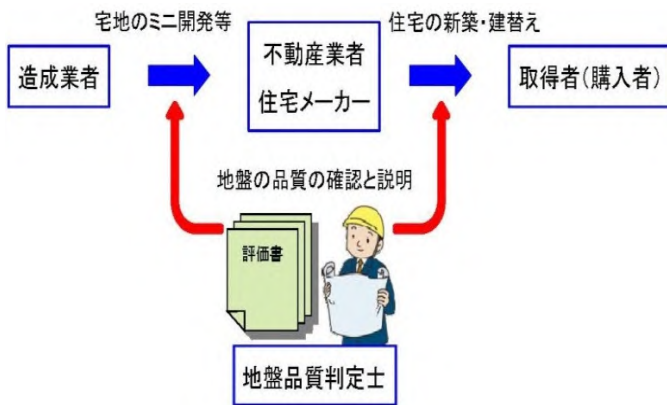 宅地のミニ開発等
住宅の新築・建替え
造成業者
不動産業者
住宅メーカー
取得者(購入者)
地盤の品質の確認と説明
評価書
地盤品質判定士